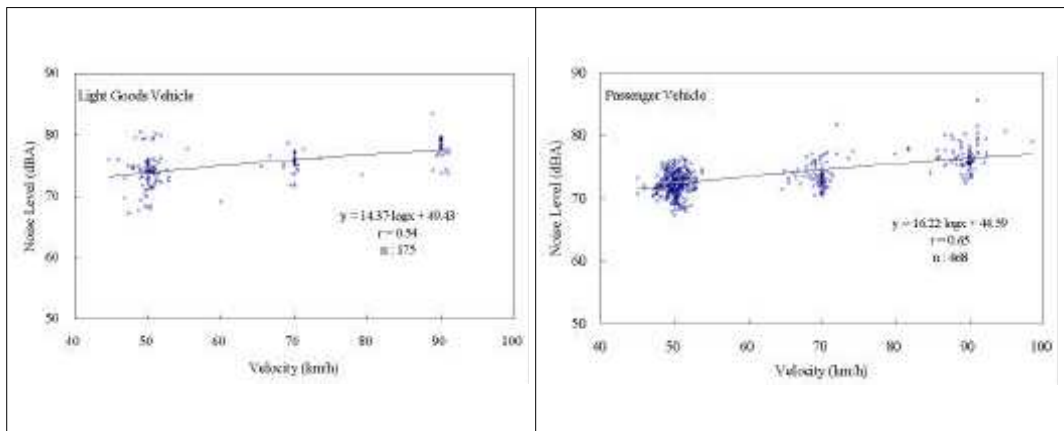 90
80
70
60
50
Noise Level (dBA)
Light Goods Vehicle
y = 14.37 logx + 49.43
r = 0.54
n : 175
40 50 60 70 80 90 100
Velocity (km/h)
90
80
70
60
50
Noise Level (dBA)
Passenger Vehicle
y = 16.22 logx + 44.59
r = 0.65
n : 468
40 50 60 70 80 90 100
Velocity (km/h)